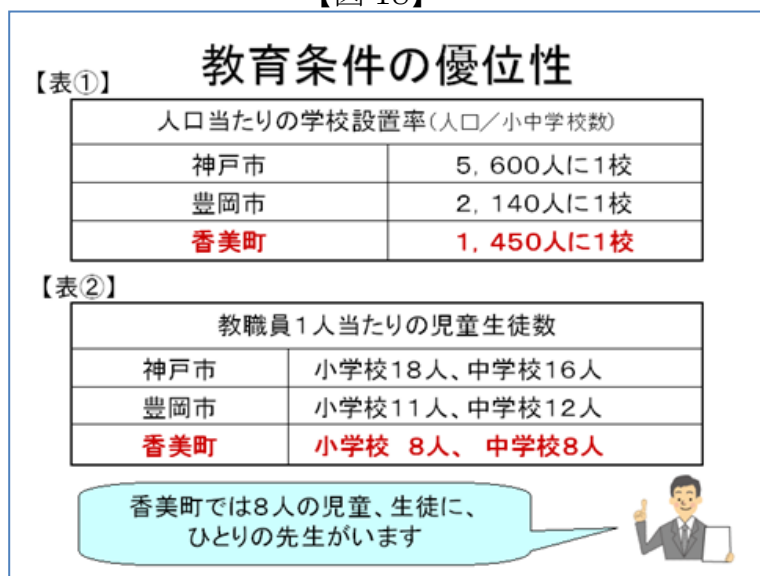 【図 18】
教育条件の優位性
【表①】
人口当たりの学校設置率(人口／小中学校数)
神戸市 5，600人に1校
豊岡市 2，140人に1校
香美町 1，450人に1校
【表②】
教職員1人当たりの児童生徒数
神戸市 小学校18人、中学校16人
豊岡市 小学校11人、中学校12人
香美町 小学校 8人、 中学校8人
香美町では8人の児童、生徒に、
ひとりの先生がいます